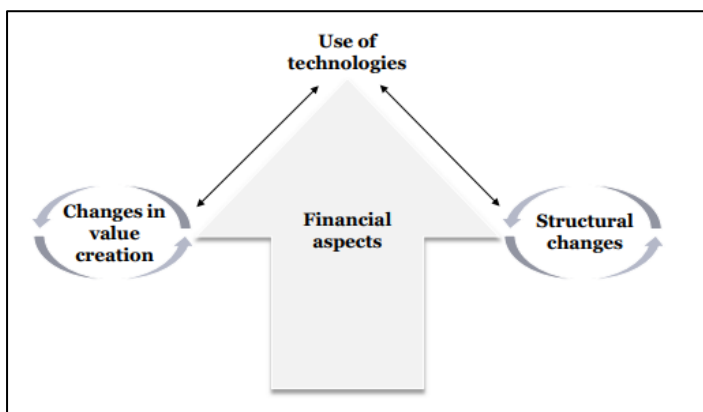 Use of
technologies
Changes in
value
creation
Financial
aspects
Structural
changes